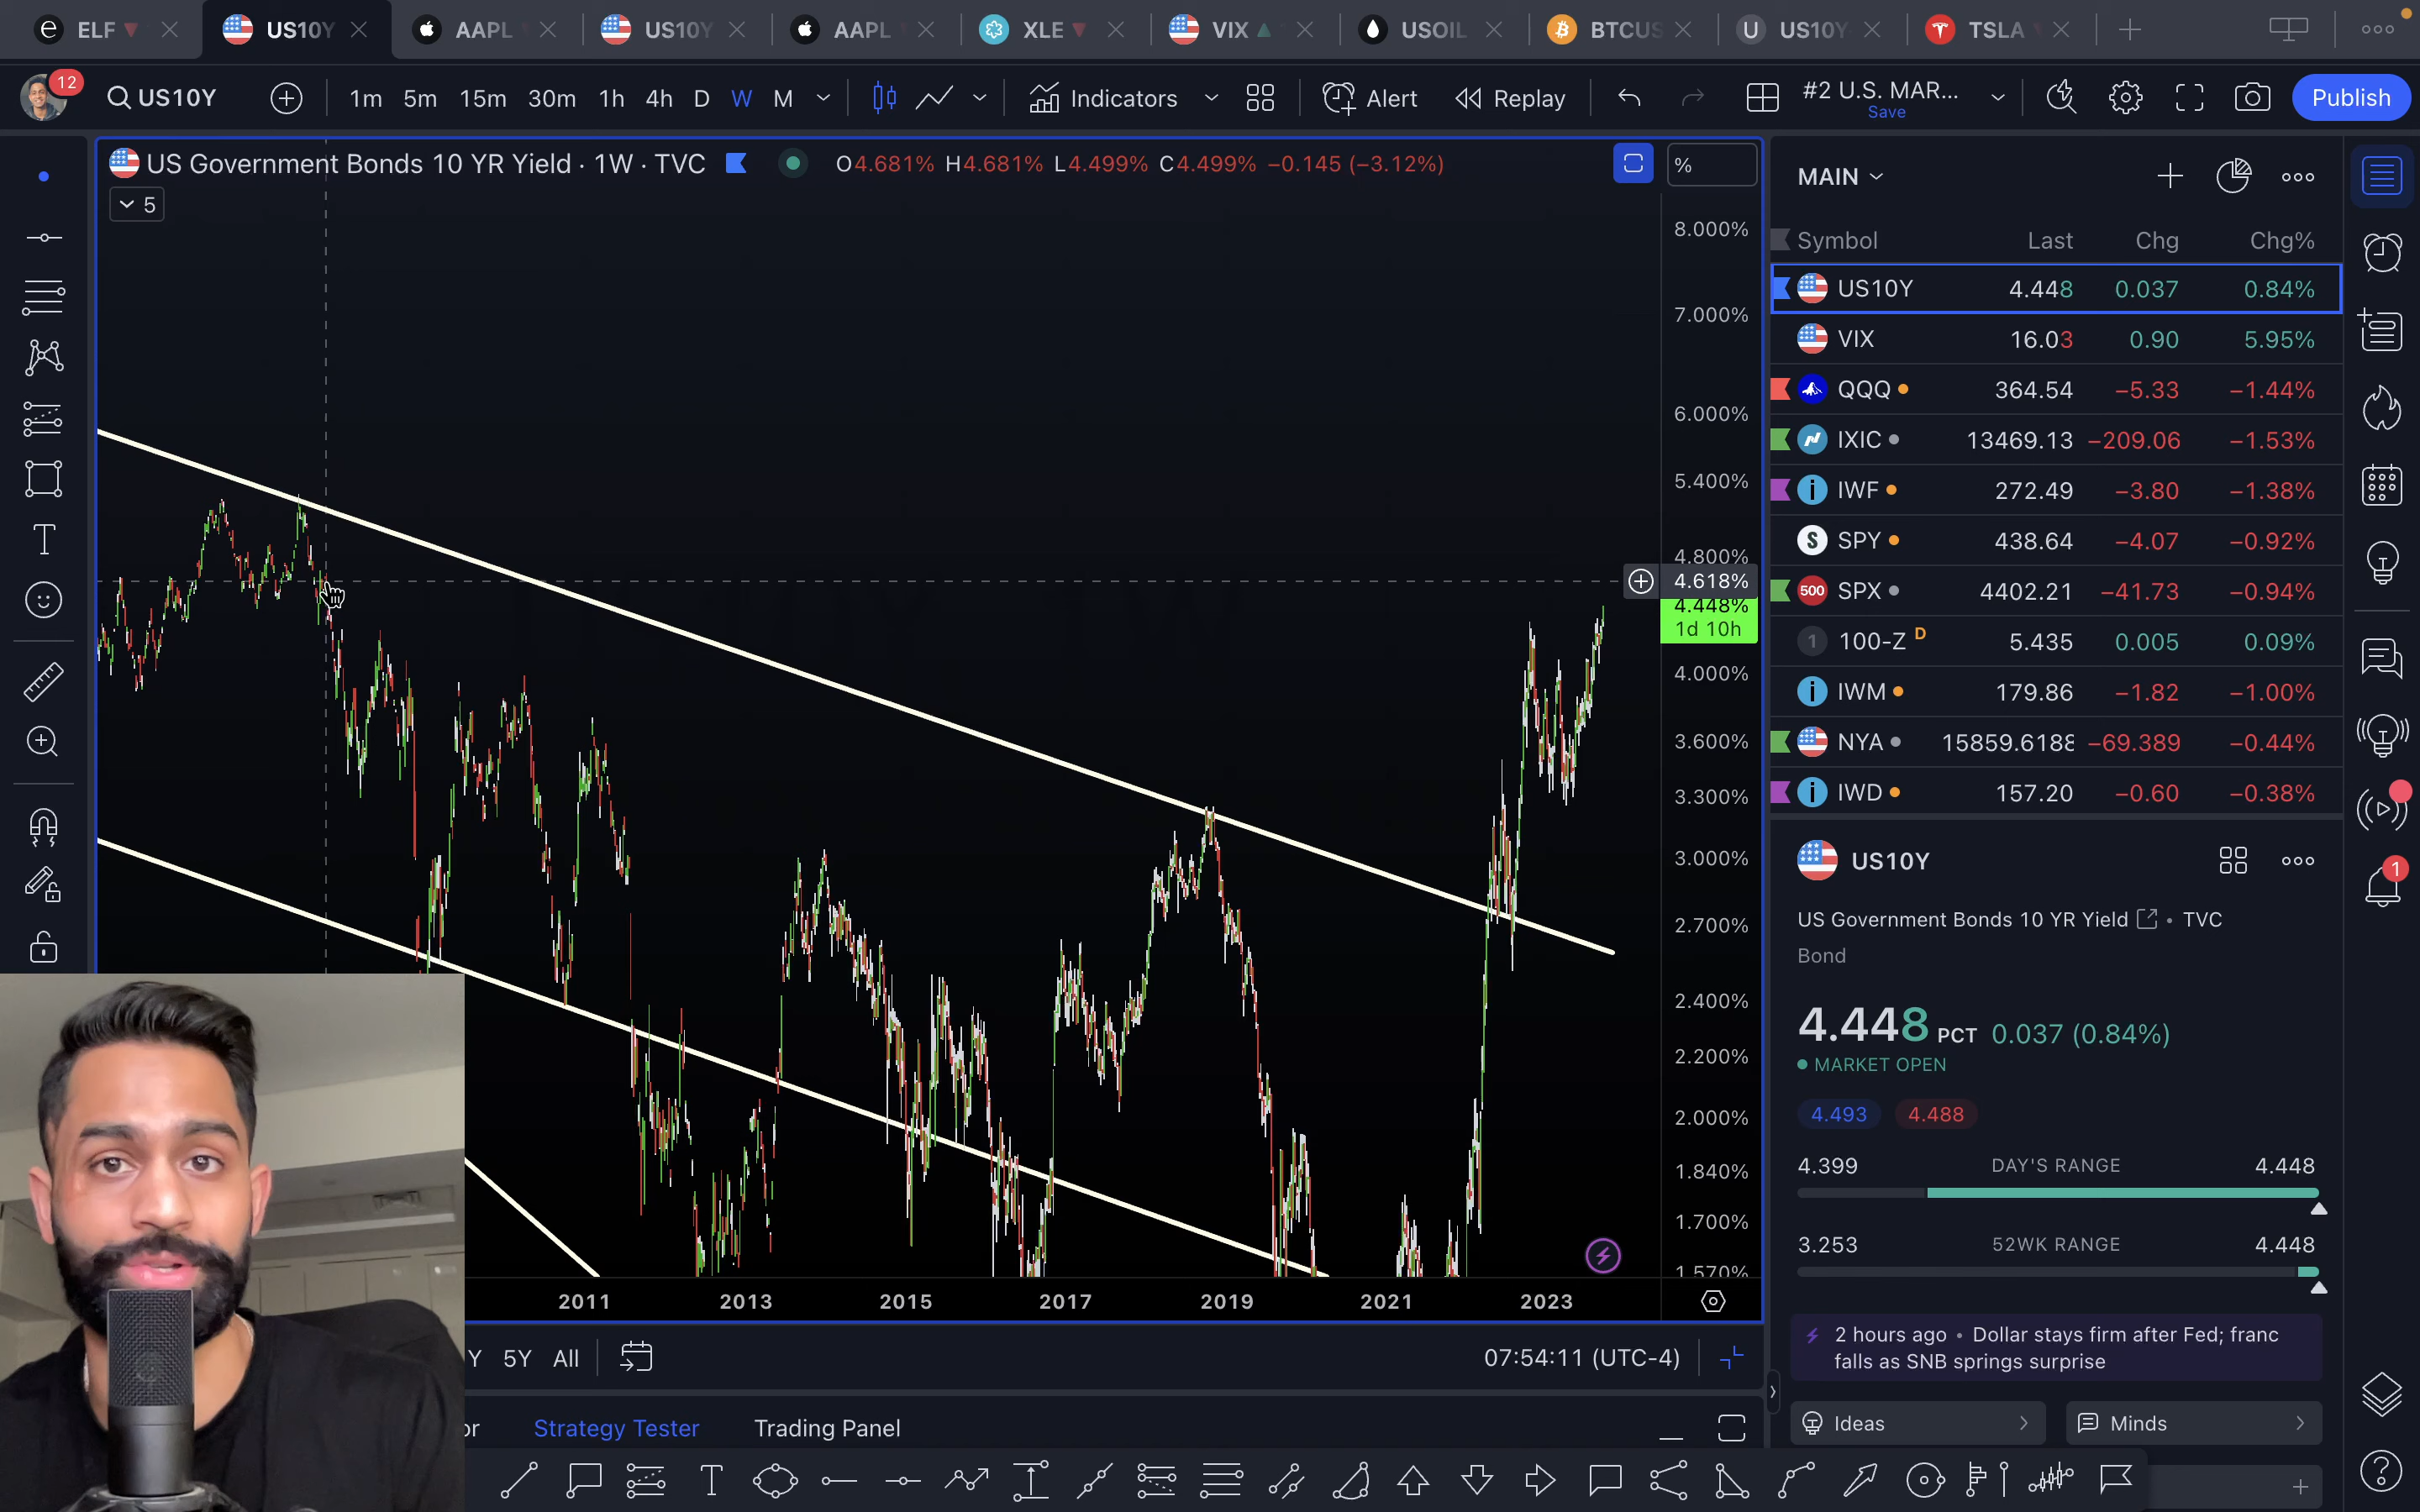 ELF US10Y AAPL US10Y AAPL XLE VIX USOIL BTCUS US10Y TSLA
12 US10Y 1m 5m 15m 30m 1h 4h D W M Indicators Alert Replay #2 U.S. MAR... Save Publish
US Government Bonds 10 YR Yield · 1W · TVC O4.681% H4.681% L4.499% C4.499% −0.145 (−3.12%) %
5
8.000%
7.000%
6.000%
5.400%
4.800%
4.618%
4.448%
1d 10h
4.000%
3.600%
3.300%
3.000%
2.700%
2.400%
2.200%
2.000%
1.840%
1.700%
1.570%
2011 2013 2015 2017 2019 2021 2023
Y 5Y All 07:54:11 (UTC-4)
or Strategy Tester Trading Panel
MAIN
Symbol Last Chg Chg%
US10Y 4.448 0.037 0.84%
VIX 16.03 0.90 5.95%
QQQ 364.54 −5.33 −1.44%
IXIC 13469.13 −209.06 −1.53%
IWF 272.49 −3.80 −1.38%
SPY 438.64 −4.07 −0.92%
500 SPX 4402.21 −41.73 −0.94%
1 100-Z D 5.435 0.005 0.09%
IWM 179.86 −1.82 −1.00%
NYA 15859.6188 −69.389 −0.44%
IWD 157.20 −0.60 −0.38%
US10Y
US Government Bonds 10 YR Yield • TVC
Bond
4.448 PCT 0.037 (0.84%)
MARKET OPEN
4.493 4.488
4.399 DAY'S RANGE 4.448
3.253 52WK RANGE 4.448
2 hours ago • Dollar stays firm after Fed; franc
falls as SNB springs surprise
Ideas Minds
1